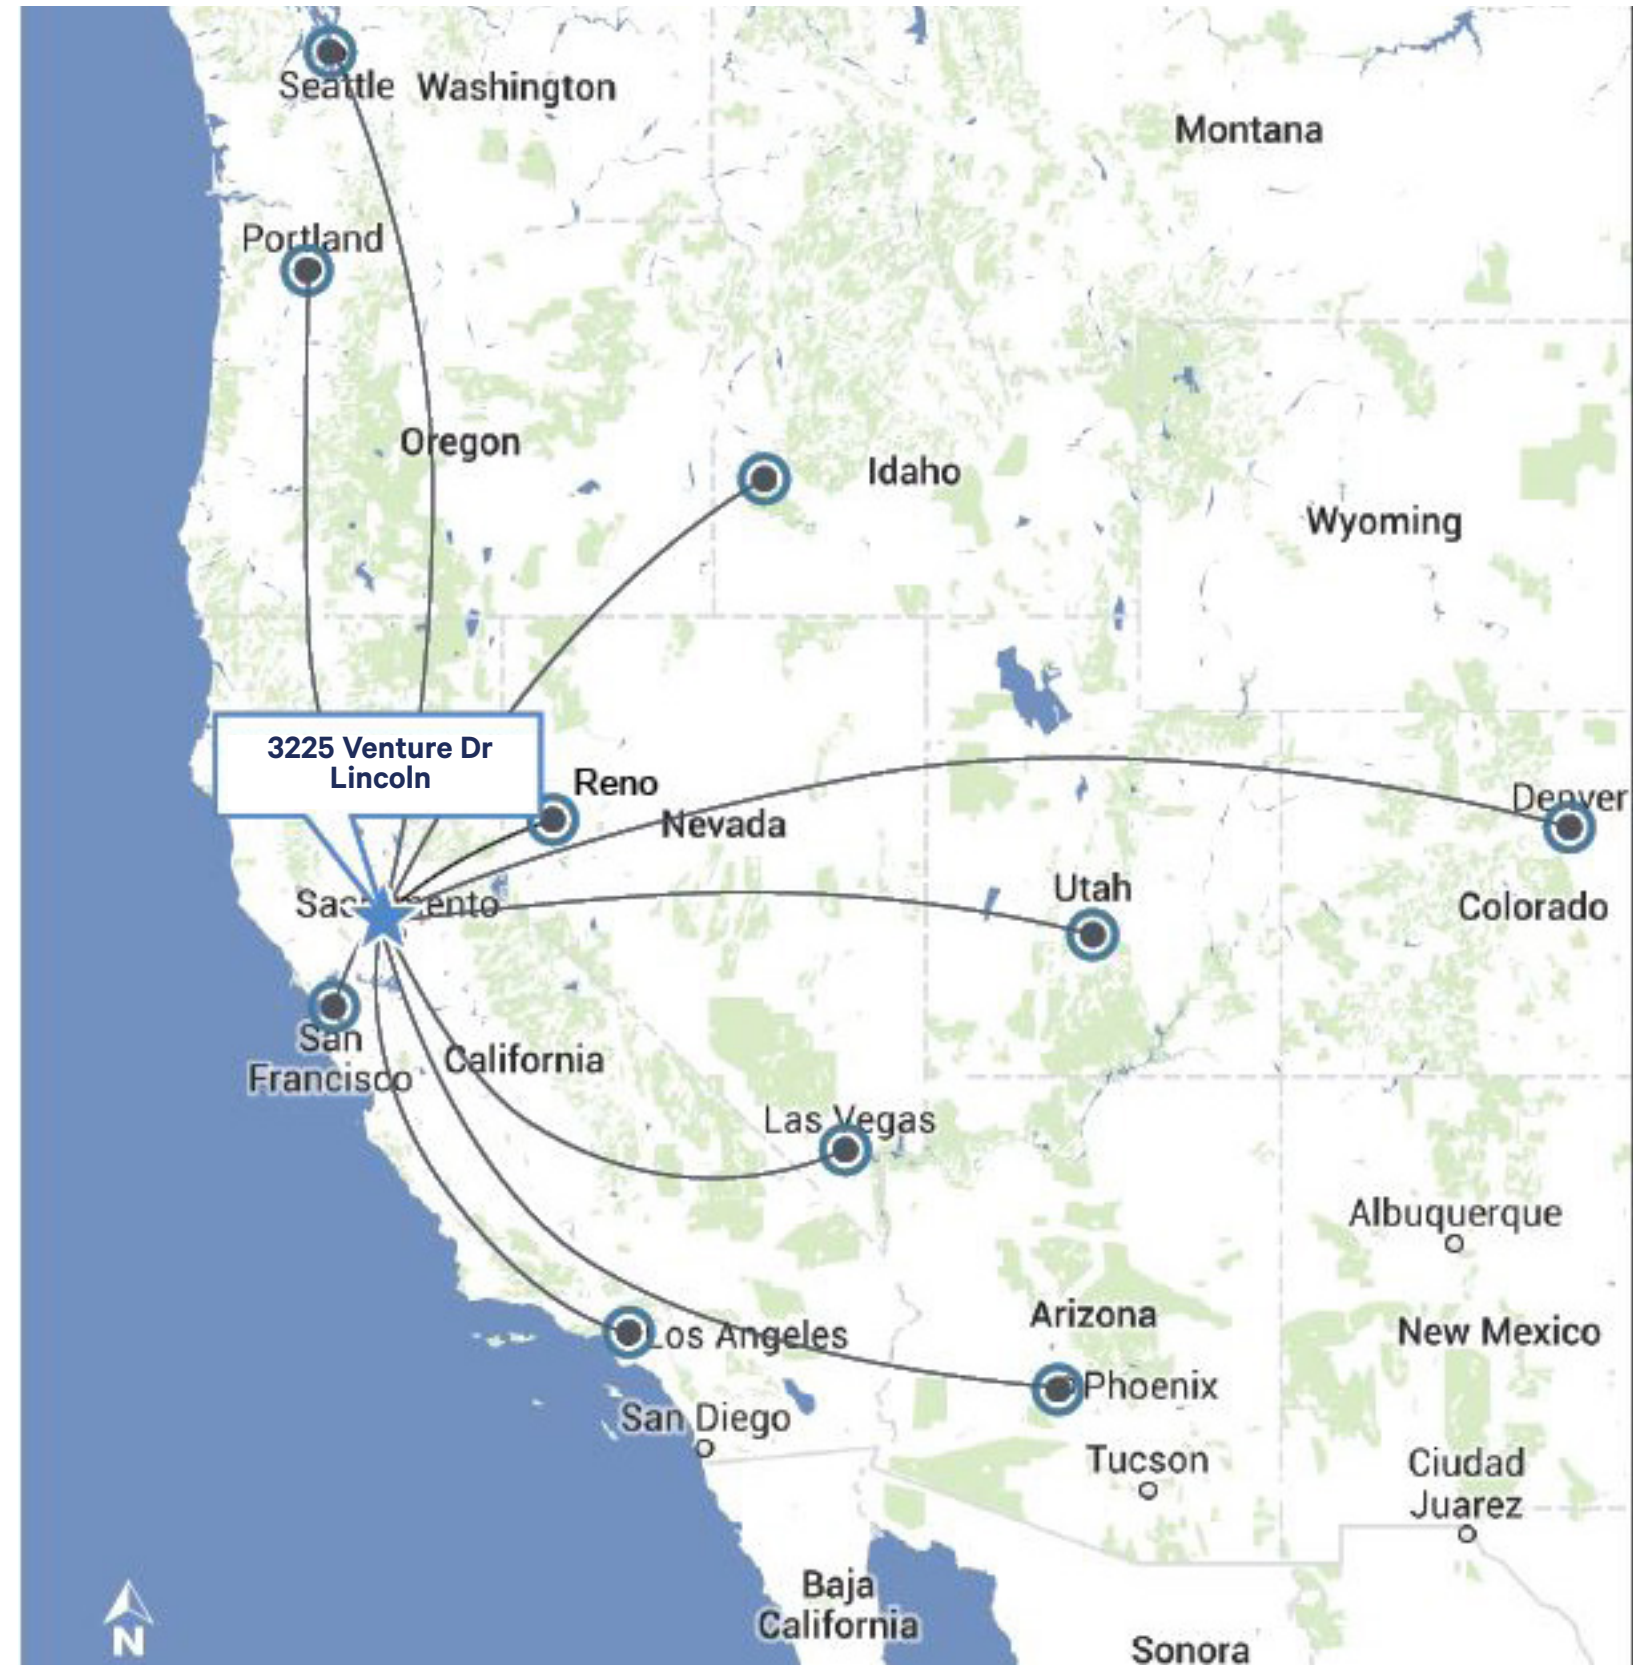 Seattle
Washington
Montana
Portland
Oregon
Idaho
Wyoming
3225 Venture Dr
Lincoln
Reno
Nevada
Denver
Utah
Colorado
Sacramento
San
Francisco
California
Las Vegas
Albuquerque
Arizona
New Mexico
Los Angeles
Phoenix
San Diego
Tucson
Ciudad
Juarez
Baja
California
Sonora
N